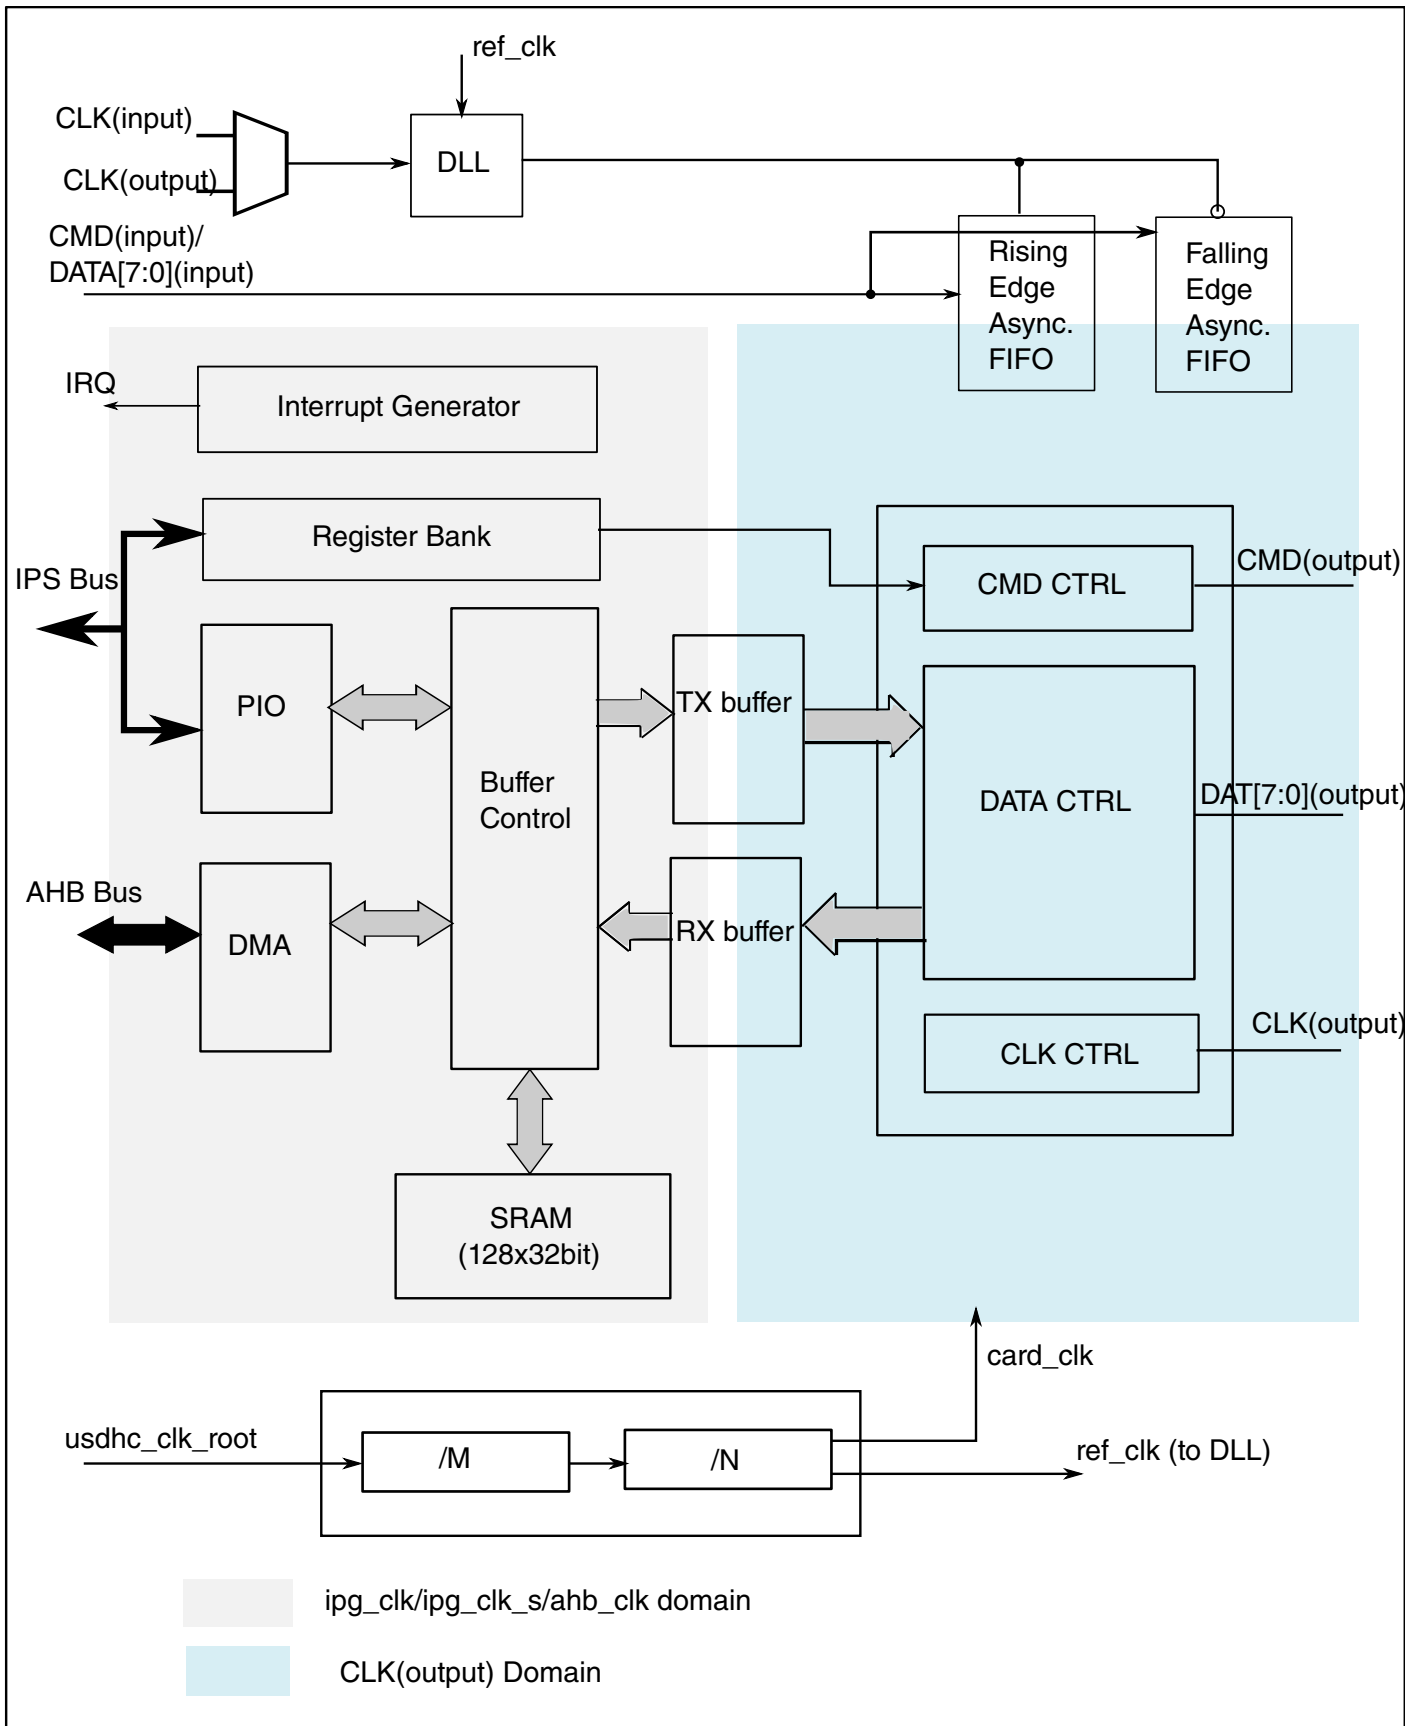 ref_clk
CLK(input)
DLL
CLK(output)
CMD(input)/
DATA[7:0](input)
Rising
Edge
Async.
FIFO
Falling
Edge
Async.
FIFO
IRQ
Interrupt Generator
Register Bank
IPS Bus
CMD CTRL
CMD(output)
PIO
TX buffer
Buffer
Control
DATA CTRL
DAT[7:0](output)
AHB Bus
DMA
RX buffer
CLK CTRL
CLK(output)
SRAM
(128x32bit)
card_clk
usdhc_clk_root
/M
/N
ref_clk (to DLL)
ipg_clk/ipg_clk_s/ahb_clk domain
CLK(output) Domain